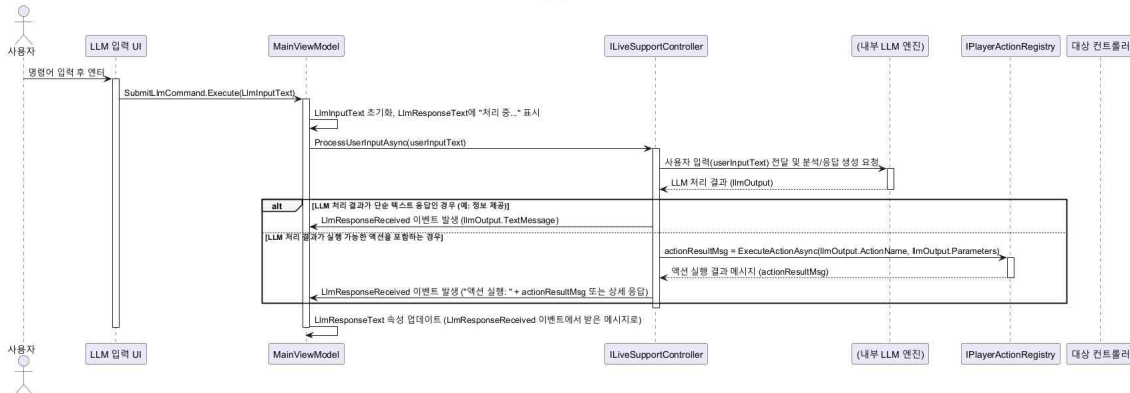 사용자
LLM 입력 UI
MainViewModel
ILiveSupportController
(내부 LLM 엔진)
IPlayerActionRegistry
대상 컨트롤러
명령어 입력 후 엔터
SubmitLlmCommand.Execute(LlmInputText)
LlmInputText 초기화, LlmResponseText에 "처리 중..." 표시
ProcessUserInputAsync(userInputText)
사용자 입력(userInputText) 전달 및 분석/응답 생성 요청
LLM 처리 결과 (llmOutput)
alt
[LLM 처리 결과가 단순 텍스트 응답인 경우 (예: 정보 제공)]
LlmResponseReceived 이벤트 발생 (llmOutput.TextMessage)
[LLM 처리 결과가 실행 가능한 액션을 포함하는 경우]
actionResultMsg = ExecuteActionAsync(llmOutput.ActionName, llmOutput.Parameters)
액션 실행 결과 메시지 (actionResultMsg)
LlmResponseReceived 이벤트 발생 ("액션 실행: " + actionResultMsg 또는 상세 응답)
LlmResponseText 속성 업데이트 (LlmResponseReceived 이벤트에서 받은 메시지로)
사용자
LLM 입력 UI
MainViewModel
ILiveSupportController
(내부 LLM 엔진)
IPlayerActionRegistry
대상 컨트롤러